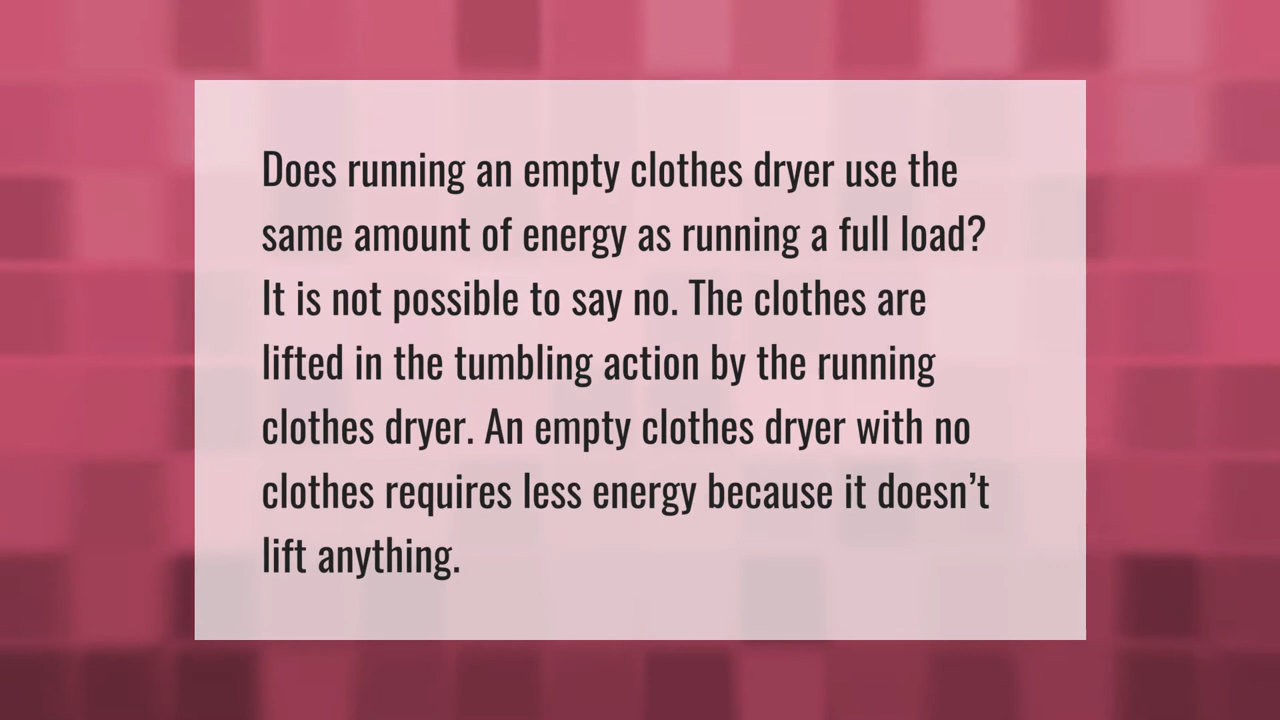 Does running an empty clothes dryer use the
same amount of energy as running a full load?
It is not possible to say no. The clothes are
lifted in the tumbling action by the running
clothes dryer. An empty clothes dryer with no
clothes requires less energy because it doesn’t
lift anything.